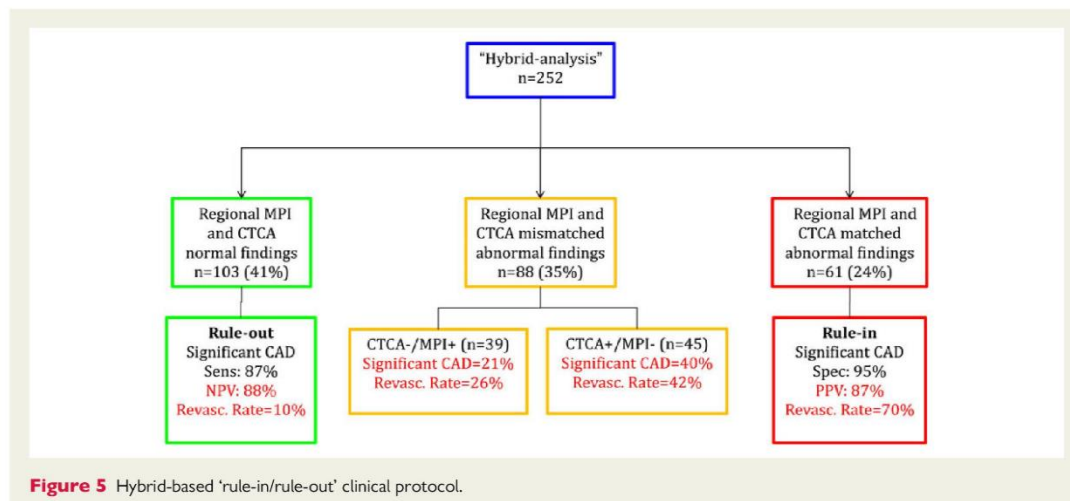 “Hybrid-analysis”
n=252
Regional MPI
and CTCA
normal findings
n=103 (41%)
Regional MPI and
CTCA mismatched
abnormal findings
n=88 (35%)
Regional MPI and
CTCA matched
abnormal findings
n=61 (24%)
Rule-out
Significant CAD
Sens: 87%
NPV: 88%
Revasc. Rate=10%
CTCA-/MPI+ (n=39)
Significant CAD=21%
Revasc. Rate=26%
CTCA+/MPI- (n=45)
Significant CAD=40%
Revasc. Rate=42%
Rule-in
Significant CAD
Spec: 95%
PPV: 87%
Revasc. Rate=70%
Figure 5 Hybrid-based ‘rule-in/rule-out’ clinical protocol.